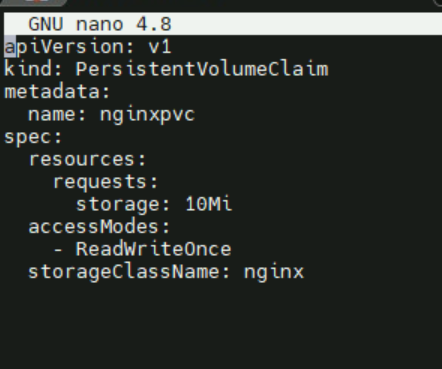 GNU nano 4.8
apiVersion: v1
kind: PersistentVolumeClaim
metadata:
  name: nginxpvc
spec:
  resources:
    requests:
      storage: 10Mi
  accessModes:
    - ReadWriteOnce
  storageClassName: nginx